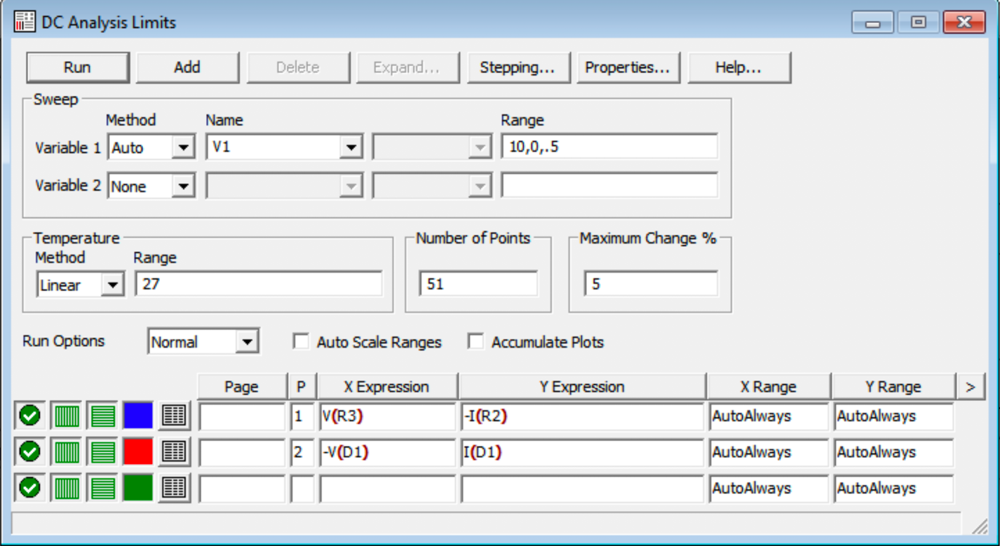 DC Analysis Limits
Run Add Delete Expand... Stepping... Properties... Help...
Sweep
Method Name Range
Variable 1 Auto V1 10,0,.5
Variable 2 None
Temperature Number of Points Maximum Change %
Method Range
Linear 27 51 5
Run Options Normal Auto Scale Ranges Accumulate Plots
Page P X Expression Y Expression X Range Y Range >
1 V(R3) -I(R2) AutoAlways AutoAlways
2 -V(D1) I(D1) AutoAlways AutoAlways
AutoAlways AutoAlways